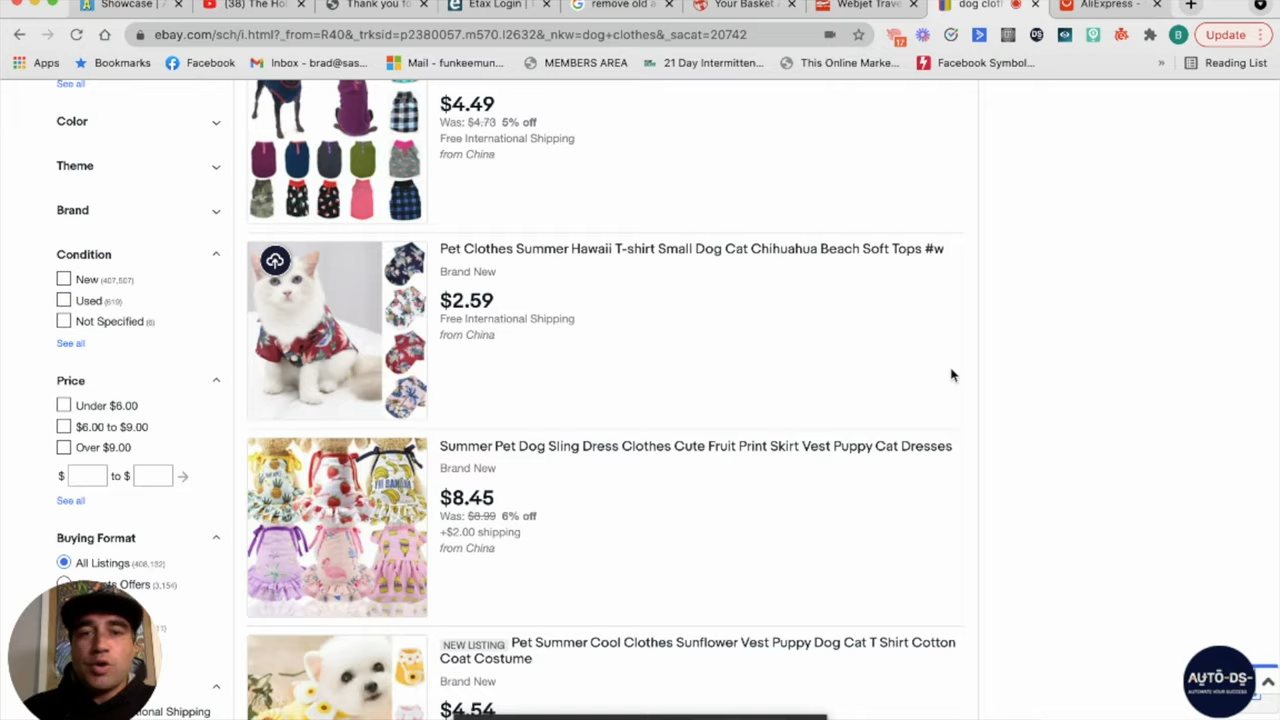 Showcase
(38) The Ho
Thank you fo
Etax Login |
remove old a
Your Basket
Webjet Trave
dog clot
AliExpress -
ebay.com/sch/i.html?_from=R40&_trksid=p2380057.m570.l2632&_nkw=dog+clothes&_sacat=20742
17
B
Update
Apps
Bookmarks
Facebook
Inbox - brad@sas...
Mail - funkeemun...
MEMBERS AREA
21 Day Intermitten...
This Online Marke...
Facebook Symbol...
»
Reading List
See all
Color
Theme
Brand
Condition
New (407,507)
Used (619)
Not Specified (6)
See all
Price
Under $6.00
$6.00 to $9.00
Over $9.00
$ to $
See all
Buying Format
All Listings (408,132)
Offers (3,154)
Shipping
$4.49
Was: $4.73 5% off
Free International Shipping
from China
Pet Clothes Summer Hawaii T-shirt Small Dog Cat Chihuahua Beach Soft Tops #w
Brand New
$2.59
Free International Shipping
from China
Summer Pet Dog Sling Dress Clothes Cute Fruit Print Skirt Vest Puppy Cat Dresses
Brand New
$8.45
Was: $8.99 6% off
+$2.00 shipping
from China
NEW LISTING Pet Summer Cool Clothes Sunflower Vest Puppy Dog Cat T Shirt Cotton
Coat Costume
Brand New
$4.54
AUTO-DS-
AUTOMATE YOUR SUCCESS